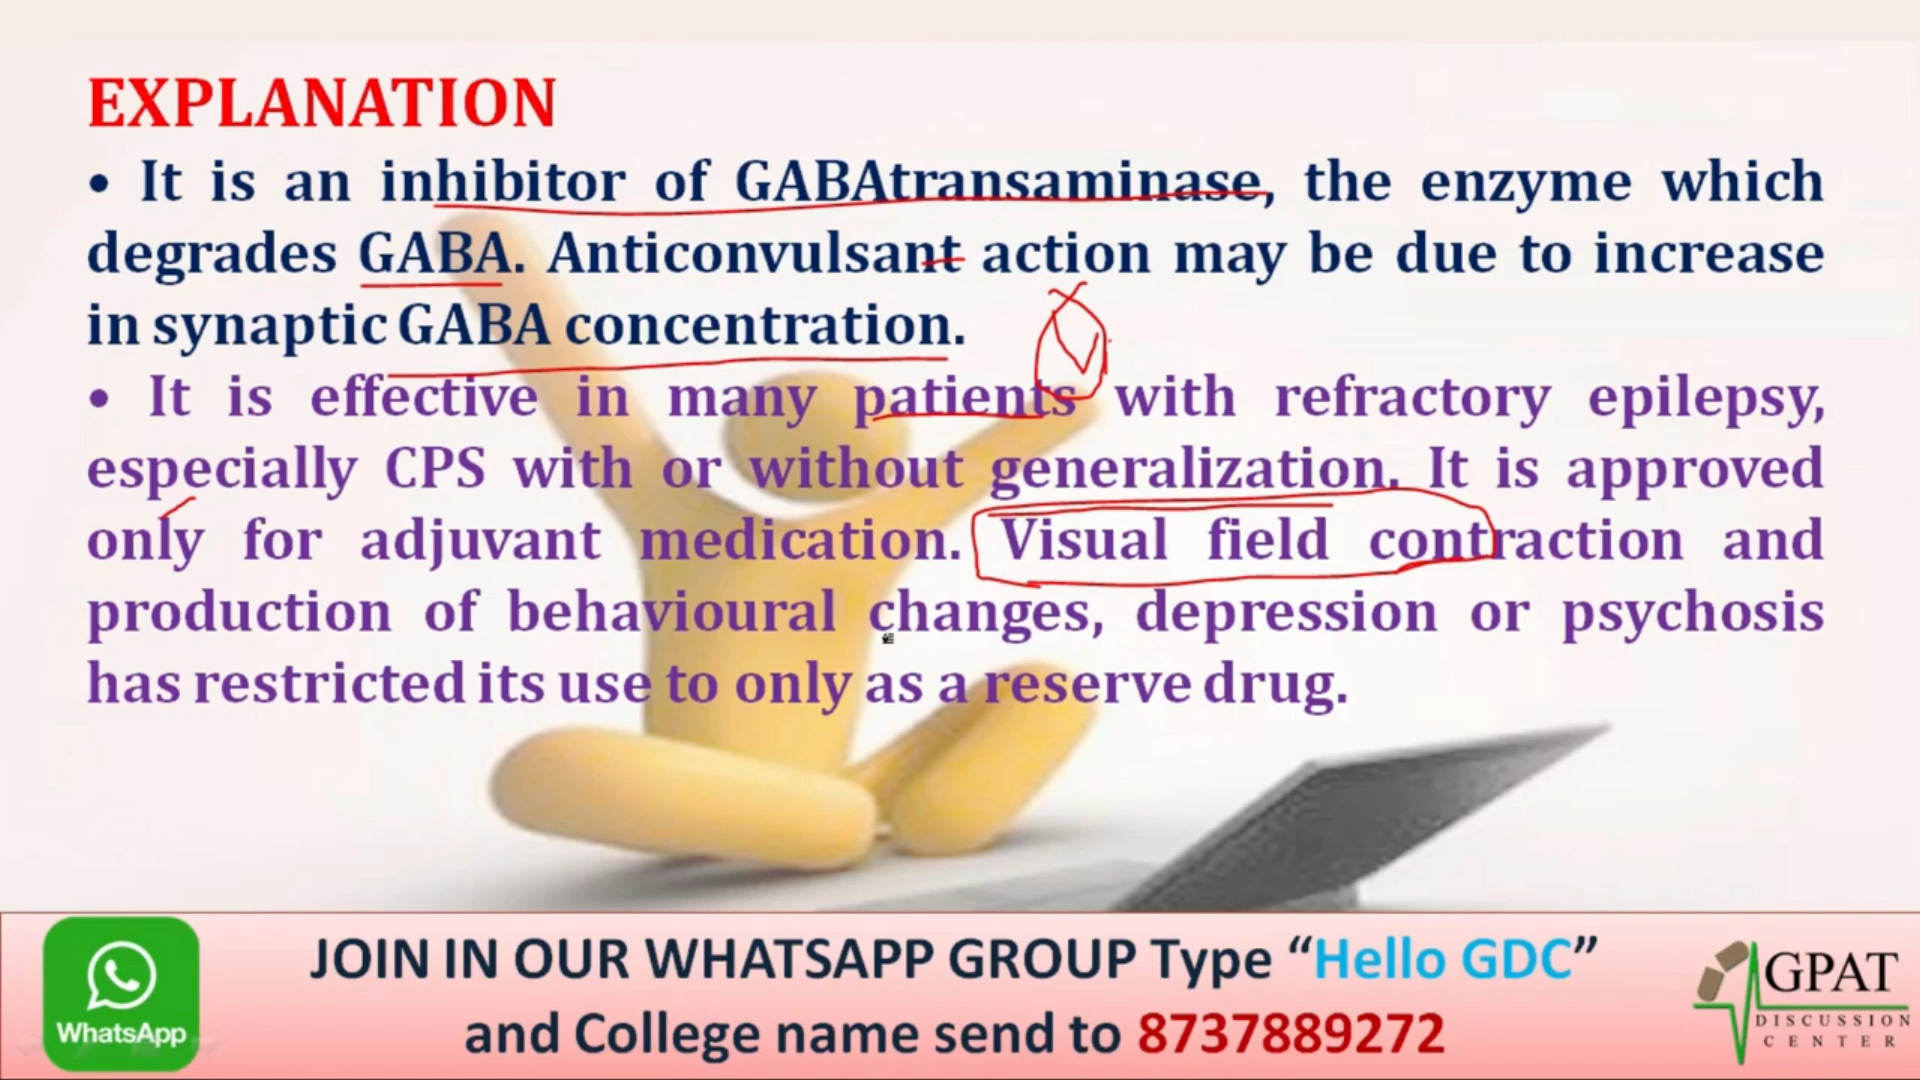 EXPLANATION
• It is an inhibitor of GABAtransaminase, the enzyme which
degrades GABA. Anticonvulsant action may be due to increase
in synaptic GABA concentration.
• It is effective in many patients with refractory epilepsy,
especially CPS with or without generalization. It is approved
only for adjuvant medication. Visual field contraction and
production of behavioural changes, depression or psychosis
has restricted its use to only as a reserve drug.
JOIN IN OUR WHATSAPP GROUP Type “Hello GDC”
and College name send to 8737889272
WhatsApp
GPAT
DISCUSSION
CENTER